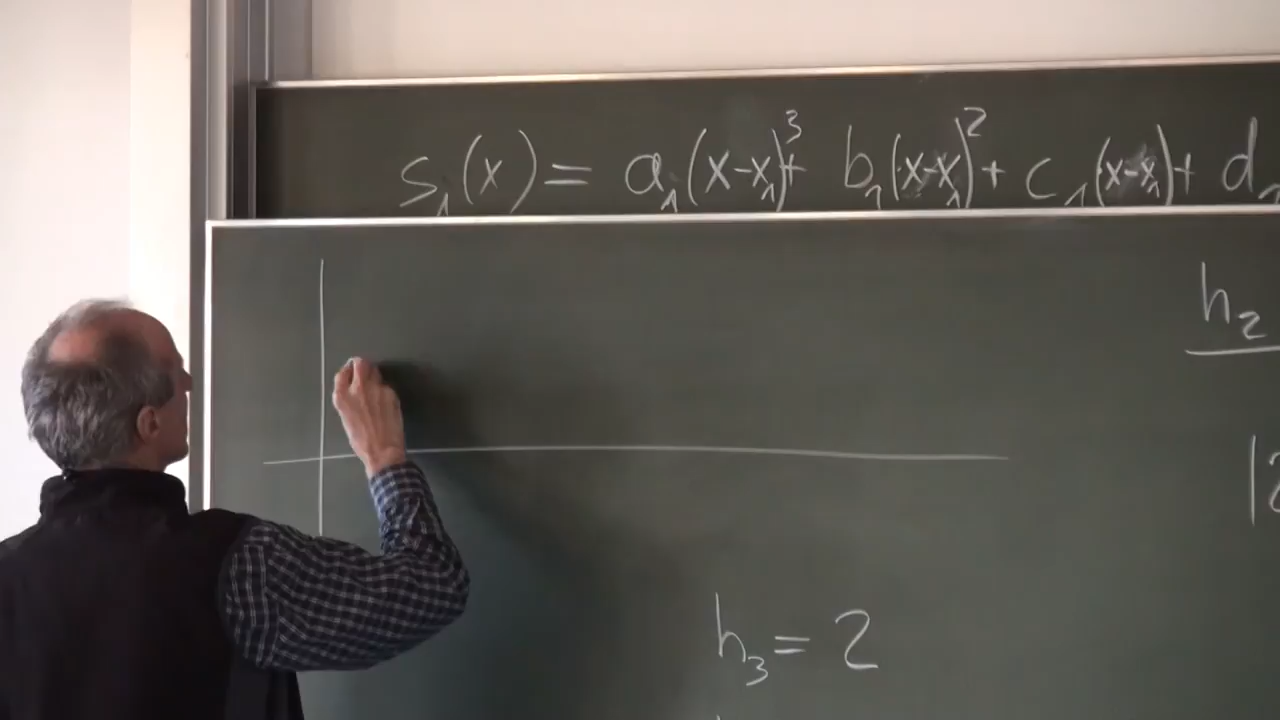 s₁(x) = a₁(x-x₁)³ + b₁(x-x₁)² + c₁(x-x₁) + d₁
h₂
h₃ = 2